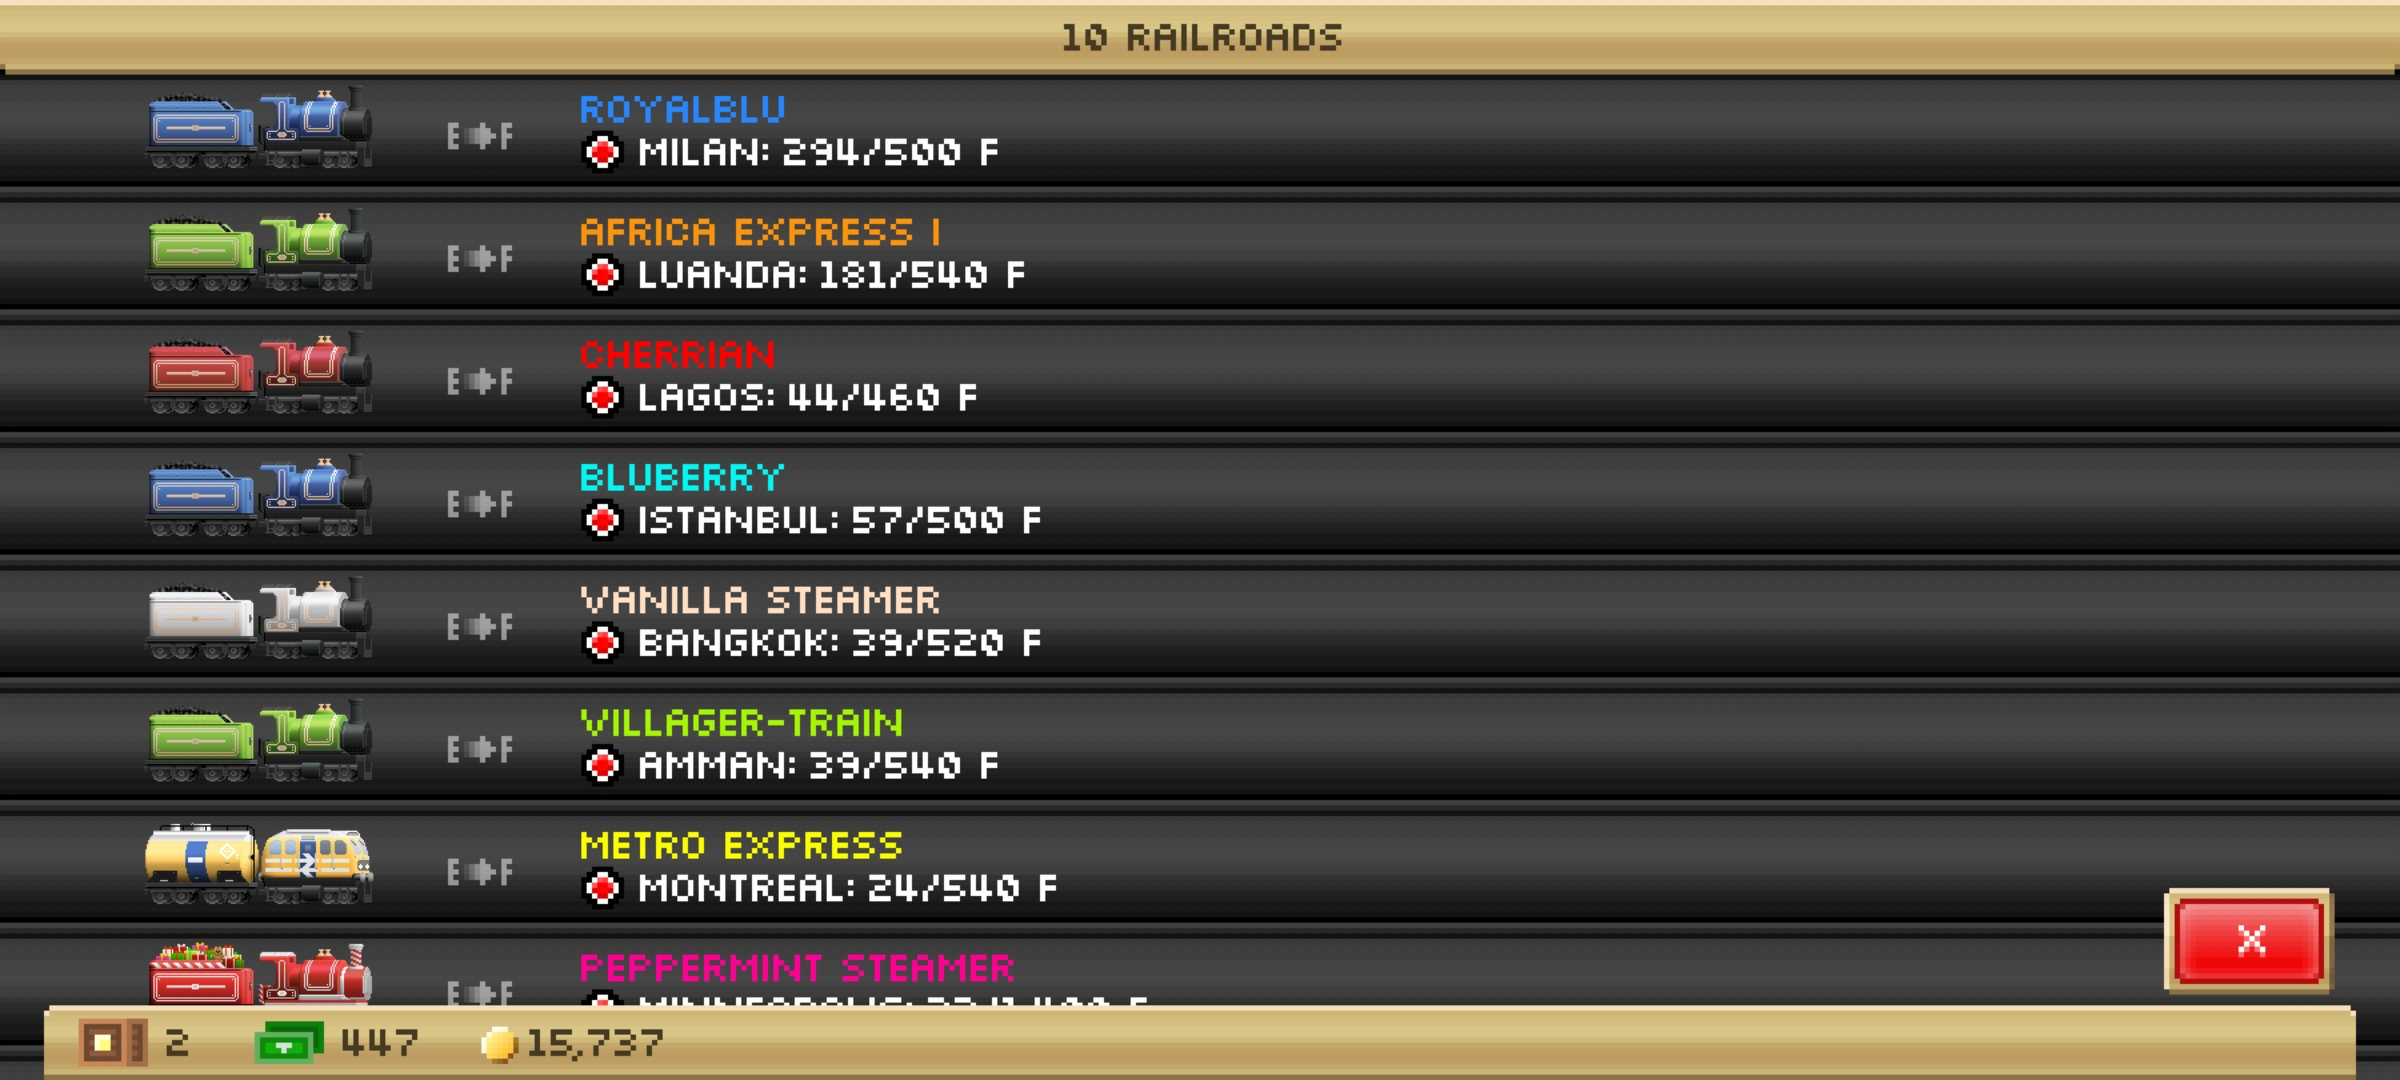 10 RAILROADS
E F
ROYALBLU
MILAN: 294/500 F
E F
AFRICA EXPRESS I
LUANDA: 181/540 F
E F
CHERRIAN
LAGOS: 44/460 F
E F
BLUBERRY
ISTANBUL: 57/500 F
E F
VANILLA STEAMER
BANGKOK: 39/520 F
E F
VILLAGER-TRAIN
AMMAN: 39/540 F
E F
METRO EXPRESS
MONTREAL: 24/540 F
E F
PEPPERMINT STEAMER
X
2 447 15,737